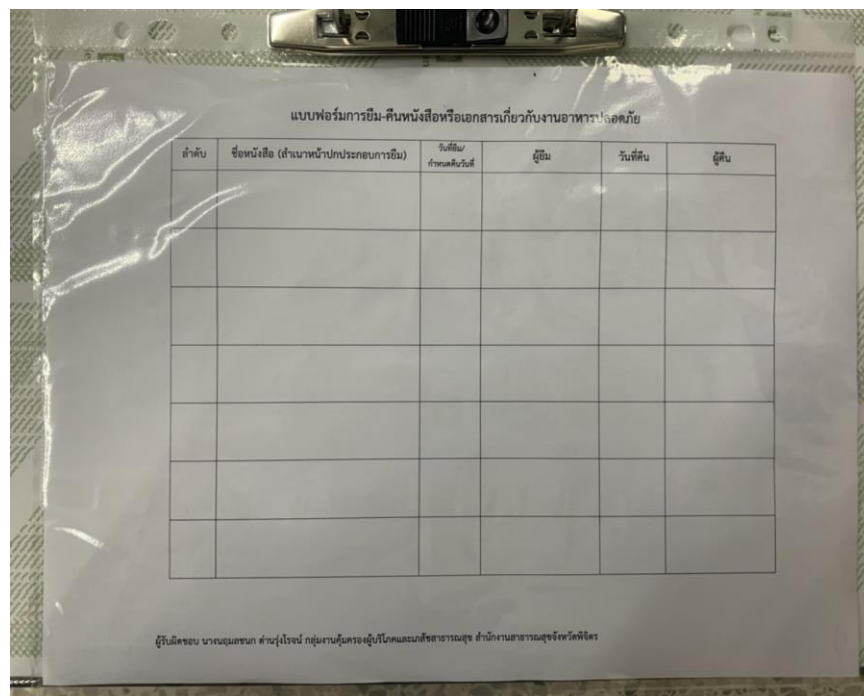 แบบฟอร์มการยืม-คืนหนังสือหรือเอกสารเกี่ยวกับงานอาหารปลอดภัย
ลำดับ ชื่อหนังสือ (สำเนาหน้าปกประกอบการยืม) วันที่ยืม/ ผู้ยืม วันที่คืน ผู้คืน
กำหนดคืนวันที่
ผู้รับผิดชอบ นางนฤมลชนก ด่านรุ่งโรจน์ กลุ่มงานคุ้มครองผู้บริโภคและเภสัชสาธารณสุข สำนักงานสาธารณสุขจังหวัดพิจิตร